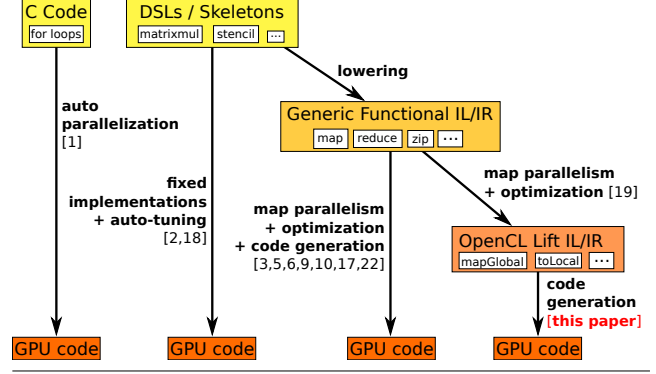 C Code
for loops
DSLs / Skeletons
matrixmul stencil ...
lowering
auto
parallelization
[1]
Generic Functional IL/IR
map reduce zip ...
fixed
implementations
+ auto-tuning
[2,18]
map parallelism
+ optimization
+ code generation
[3,5,6,9,10,17,22]
map parallelism
+ optimization [19]
OpenCL Lift IL/IR
mapGlobal toLocal ...
code
generation
[this paper]
GPU code
GPU code
GPU code
GPU code